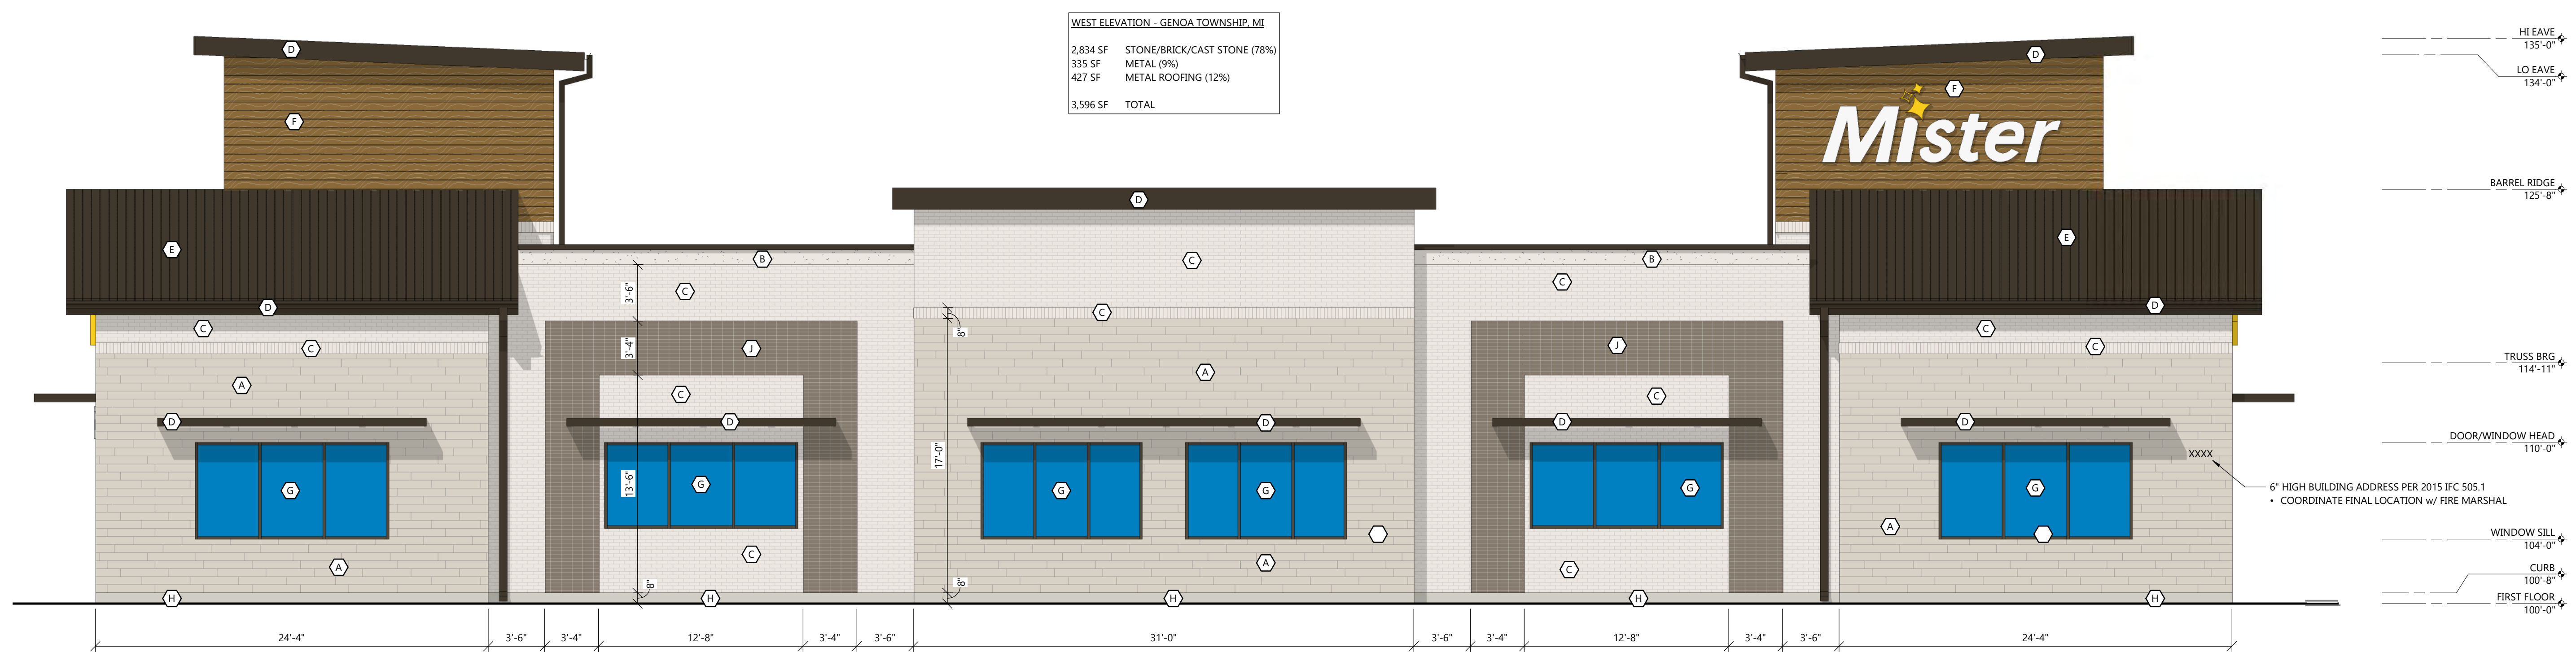 WEST ELEVATION - GENOA TOWNSHIP, MI
2,834 SF STONE/BRICK/CAST STONE (78%)
335 SF METAL (9%)
427 SF METAL ROOFING (12%)
3,596 SF TOTAL
HI EAVE
135'-0"
LO EAVE
134'-0"
BARREL RIDGE
125'-8"
TRUSS BRG
114'-11"
DOOR/WINDOW HEAD
110'-0"
WINDOW SILL
104'-0"
CURB
100'-8"
FIRST FLOOR
100'-0"
D
D
F
F
Mister
D
E
E
B
B
C
C
C
D
D
C
C
C
C
C
J
J
A
A
C
C
D
D
D
D
D
G
G
G
G
G
G
A
A
A
C
C
H
H
H
H
H
3'-6"
3'-4"
13'-6"
8"
8"
17'-0"
8"
XXXX
6" HIGH BUILDING ADDRESS PER 2015 IFC 505.1
• COORDINATE FINAL LOCATION w/ FIRE MARSHAL
24'-4" 3'-6" 3'-4" 12'-8" 3'-4" 3'-6" 31'-0" 3'-6" 3'-4" 12'-8" 3'-4" 3'-6" 24'-4"